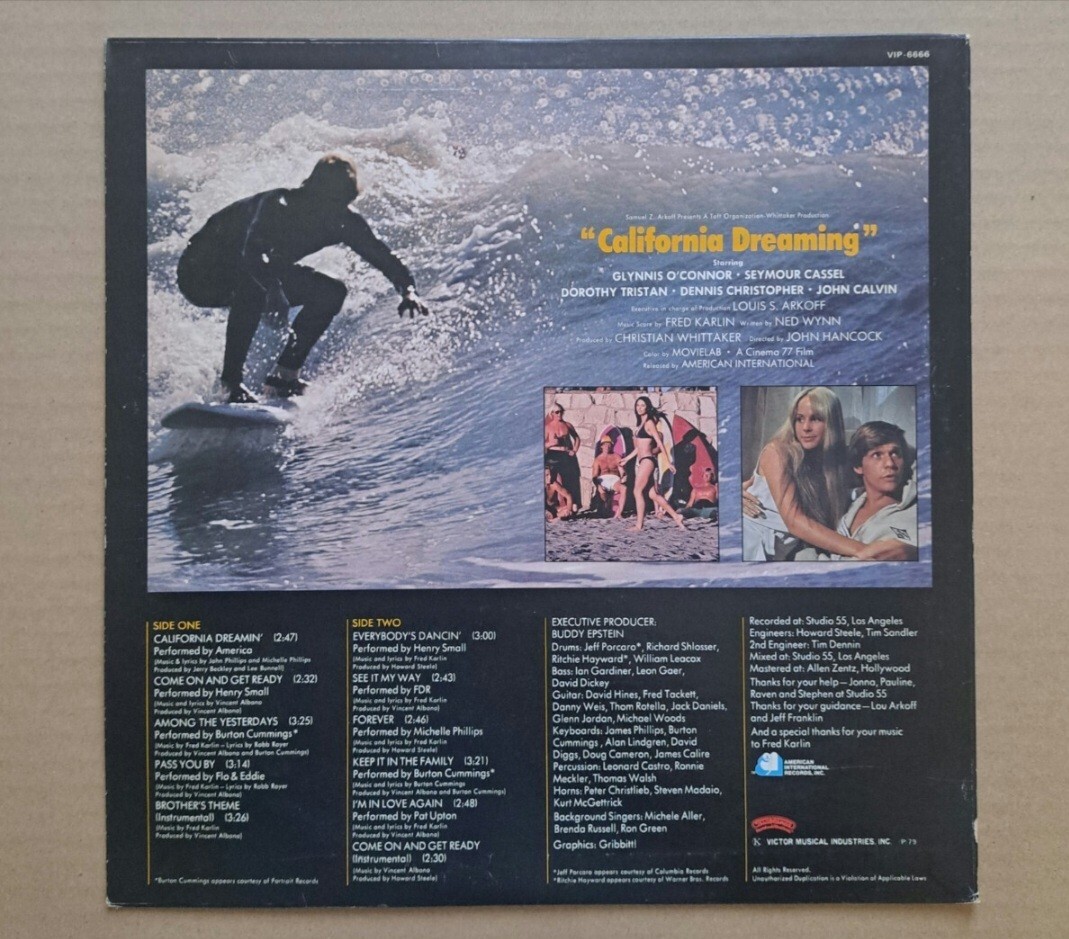 VIP-6666
Samuel Z. Arkoff Presents A Taft Organization-Whittaker Production
“California Dreaming”
Starring
GLYNNIS O'CONNOR • SEYMOUR CASSEL
DOROTHY TRISTAN • DENNIS CHRISTOPHER • JOHN CALVIN
Executive in charge of Production LOUIS S. ARKOFF
Music Score by FRED KARLIN Written by NED WYNN
Produced by CHRISTIAN WHITTAKER Directed by JOHN HANCOCK
Color by MOVIELAB • A Cinema 77 Film
Released by AMERICAN INTERNATIONAL
SIDE ONE
CALIFORNIA DREAMIN' (2:47)
Performed by America
(Music & lyrics by John Phillips and Michelle Phillips
Produced by Jerry Beckley and Lee Bunnell)
COME ON AND GET READY (2:32)
Performed by Henry Small
(Music and lyrics by Vincent Albano
Produced by Vincent Albano)
AMONG THE YESTERDAYS (3:25)
Performed by Burton Cummings*
(Music by Fred Karlin – Lyrics by Robb Royer
Produced by Vincent Albano and Burton Cummings)
PASS YOU BY (3:14)
Performed by Flo & Eddie
(Music by Fred Karlin – Lyrics by Robb Royer
Produced by Vincent Albano)
BROTHER'S THEME
(Instrumental) (3:26)
(Music by Fred Karlin
Produced by Vincent Albano)
*Burton Cummings appears courtesy of Portrait Records
SIDE TWO
EVERYBODY'S DANCIN' (3:00)
Performed by Henry Small
(Music and lyrics by Fred Karlin
Produced by Howard Steele)
SEE IT MY WAY (2:43)
Performed by FDR
(Music and lyrics by Fred Karlin
Produced by Vincent Albano)
FOREVER (2:46)
Performed by Michelle Phillips
(Music and lyrics by Fred Karlin
Produced by Howard Steele)
KEEP IT IN THE FAMILY (3:21)
Performed by Burton Cummings*
(Music and lyrics by Burton Cummings
Produced by Vincent Albano and Burton Cummings)
I'M IN LOVE AGAIN (2:48)
Performed by Pat Upton
(Music and lyrics by Fred Karlin
Produced by Vincent Albano)
COME ON AND GET READY
(Instrumental) (2:30)
(Music by Vincent Albano
Produced by Howard Steele)
EXECUTIVE PRODUCER:
BUDDY EPSTEIN
Drums: Jeff Porcaro*, Richard Shlosser,
Ritchie Hayward*, William Leacox
Bass: Ian Gardiner, Leon Gaer,
David Dickey
Guitar: David Hines, Fred Tackett,
Danny Weis, Thom Rotella, Jack Daniels,
Glenn Jordan, Michael Woods
Keyboards: James Phillips, Burton
Cummings, Alan Lindgren, David
Diggs, Doug Cameron, James Calire
Percussion: Leonard Castro, Ronnie
Meckler, Thomas Walsh
Horns: Peter Christlieb, Steven Madaio,
Kurt McGettrick
Background Singers: Michele Aller,
Brenda Russell, Ron Green
Graphics: Gribbitt!
*Jeff Porcaro appears courtesy of Columbia Records
*Ritchie Hayward appears courtesy of Warner Bros. Records
Recorded at: Studio 55, Los Angeles
Engineers: Howard Steele, Tim Sandler
2nd Engineer: Tim Dennin
Mixed at: Studio 55, Los Angeles
Mastered at: Allen Zentz, Hollywood
Thanks for your help – Jonna, Pauline,
Raven and Stephen at Studio 55
Thanks for your guidance – Lou Arkoff
and Jeff Franklin
And a special thanks for your music
to Fred Karlin
AMERICAN
INTERNATIONAL
RECORDS, INC.
VICTOR MUSICAL INDUSTRIES, INC. P·79
All Rights Reserved.
Unauthorized Duplication is a Violation of Applicable Laws